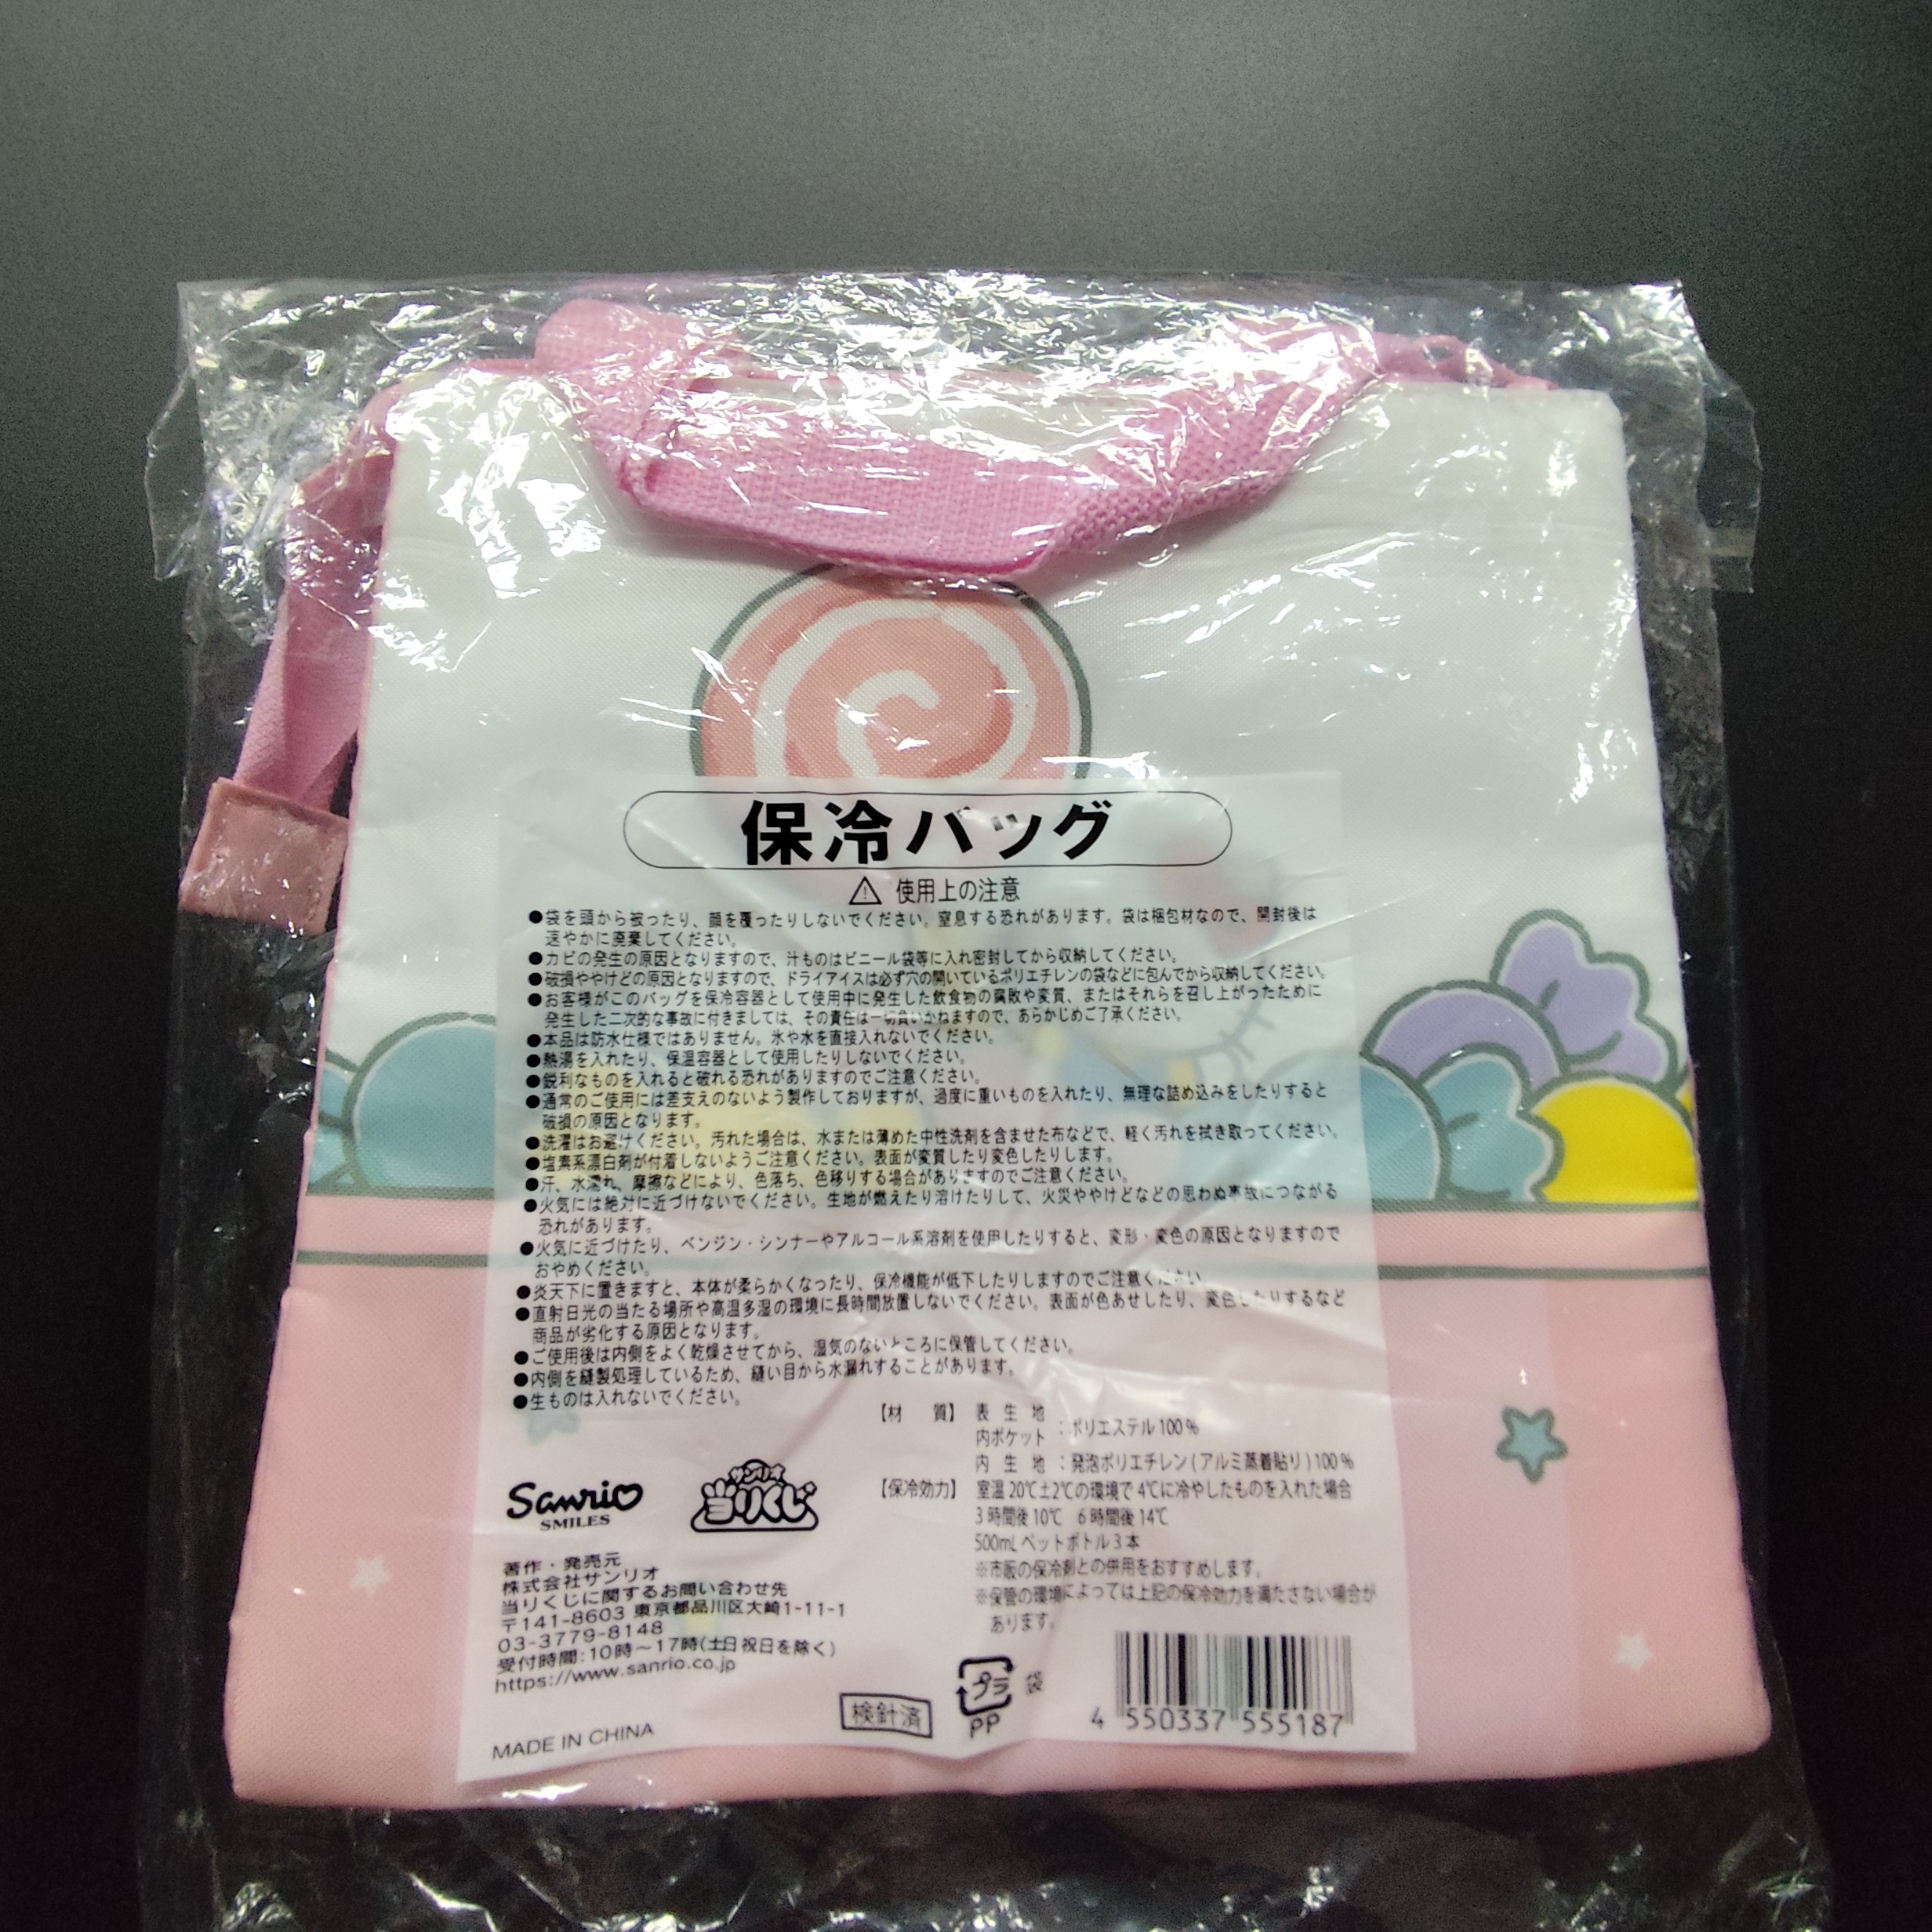 保冷バッグ
使用上の注意
●袋を頭から被ったり、顔を覆ったりしないでください。窒息する恐れがあります。袋は梱包材なので、開封後は
速やかに廃棄してください。
●カビの発生の原因となりますので、汁ものはビニール袋等に入れ密封してから収納してください。
●破損ややけどの原因となりますので、ドライアイスは必ず穴の開いているポリエチレンの袋などに包んでから収納してください。
●お客様がこのバッグを保冷容器として使用中に発生した飲食物の腐敗や変質、またはそれらを召し上がったために
発生した二次的な事故に付きましては、その責任は一切負いかねますので、あらかじめご了承ください。
●本品は防水仕様ではありません。氷や水を直接入れないでください。
●熱湯を入れたり、保温容器として使用したりしないでください。
●鋭利なものを入れると破れる恐れがありますのでご注意ください。
●通常のご使用には差支えのないよう製作しておりますが、過度に重いものを入れたり、無理な詰め込みをしたりすると
破損の原因となります。
●洗濯はお避けください。汚れた場合は、水または薄めた中性洗剤を含ませた布などで、軽く汚れを拭き取ってください。
●塩素系漂白剤が付着しないようご注意ください。表面が変質したり変色したりします。
●汗、水濡れ、摩擦などにより、色落ち、色移りする場合がありますのでご注意ください。
●火気には絶対に近づけないでください。生地が燃えたり溶けたりして、火災ややけどなどの思わぬ事故につながる
恐れがあります。
●火気に近づけたり、ベンジン・シンナーやアルコール系溶剤を使用したりすると、変形・変色の原因となりますので
おやめください。
●炎天下に置きますと、本体が柔らかくなったり、保冷機能が低下したりしますのでご注意ください。
●直射日光の当たる場所や高温多湿の環境に長時間放置しないでください。表面が色あせしたり、変色したりするなど
商品が劣化する原因となります。
●ご使用後は内側をよく乾燥させてから、湿気のないところに保管してください。
●内側を縫製処理しているため、縫い目から水漏れすることがあります。
●生ものは入れないでください。
【材 質】 表生地
内ポケット :ポリエステル100%
内生地 :発泡ポリエチレン(アルミ蒸着貼り)100%
【保冷効力】 室温20℃±2℃の環境で4℃に冷やしたものを入れた場合
3時間後10℃ 6時間後14℃
500mLペットボトル3本
※市販の保冷剤との併用をおすすめします。
※保管の環境によっては上記の保冷効力を満たさない場合が
あります。
Sanrio
SMILES
サンリオ
当りくじ
著作・発売元
株式会社サンリオ
当りくじに関するお問い合わせ先
〒141-8603 東京都品川区大崎1-11-1
03-3779-8148
受付時間:10時〜17時(土日祝日を除く)
https://www.sanrio.co.jp
MADE IN CHINA
検針済
プラ
袋
PP
4 550337 555187